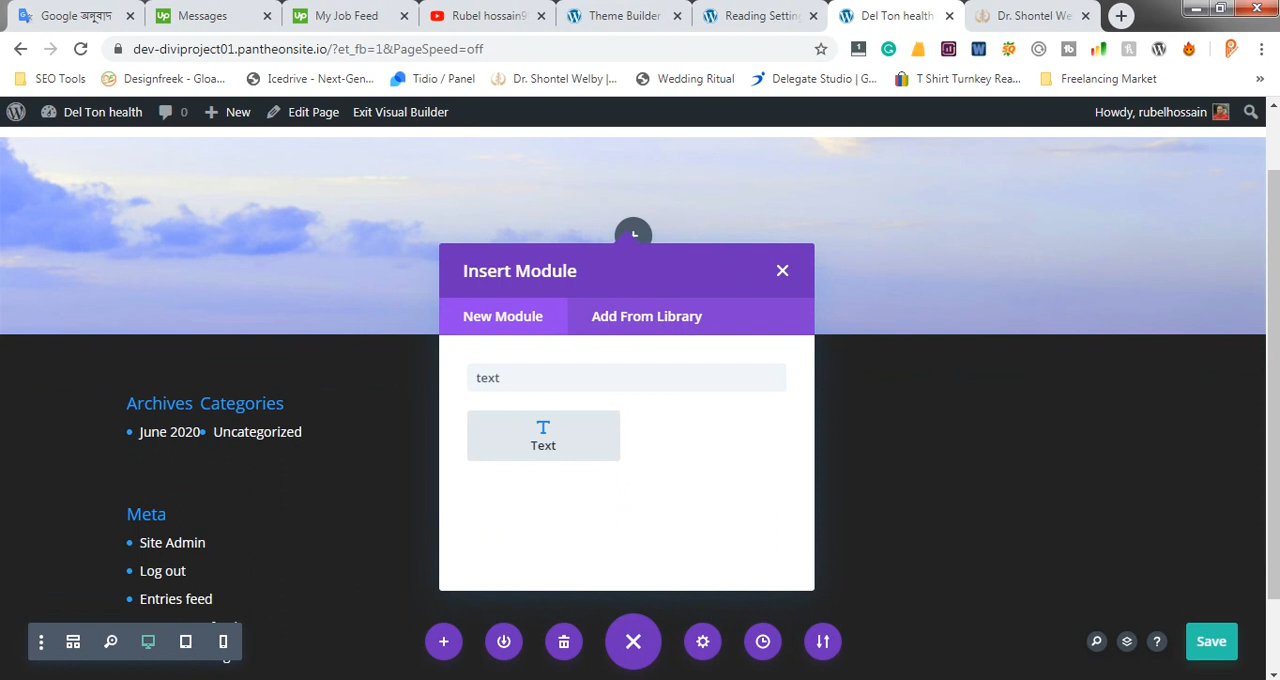 Google অনুবাদ
Messages
My Job Feed
Rubel hossain9
Theme Builder
Reading Setting
Del Ton health
Dr. Shontel We
dev-diviproject01.pantheonsite.io/?et_fb=1&PageSpeed=off
SEO Tools
Designfreek - Gloa...
Icedrive - Next-Gen...
Tidio / Panel
Dr. Shontel Welby |...
Wedding Ritual
Delegate Studio | G...
T Shirt Turnkey Rea...
Freelancing Market
»
Del Ton health
0
New
Edit Page
Exit Visual Builder
Howdy, rubelhossain
Insert Module
New Module
Add From Library
text
Text
Archives
Categories
June 2020
Uncategorized
Meta
Site Admin
Log out
Entries feed
Save